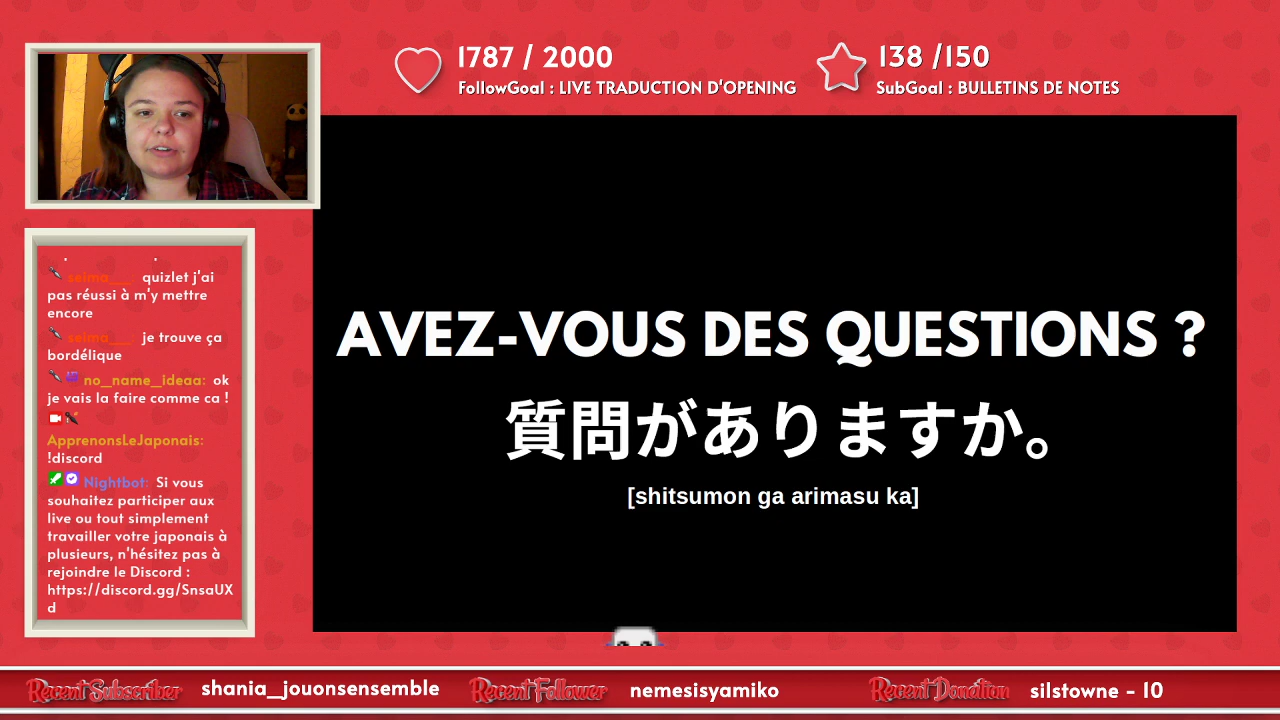 1787 / 2000
FollowGoal : LIVE TRADUCTION D'OPENING
138 /150
SubGoal : BULLETINS DE NOTES
seima___ quizlet j'ai
pas réussi à m'y mettre
encore
seima___ je trouve ça
bordélique
no_name_ideaa: ok
je vais la faire comme ca !
ApprenonsLeJaponais:
!discord
Nightbot: Si vous
souhaitez participer aux
live ou tout simplement
travailler votre japonais à
plusieurs, n'hésitez pas à
rejoindre le Discord :
https://discord.gg/SnsaUX
d
AVEZ-VOUS DES QUESTIONS ?
質問がありますか。
[shitsumon ga arimasu ka]
Recent Subscriber shania_jouonsensemble
Recent Follower nemesisyamiko
Recent Donation silstowne - 10